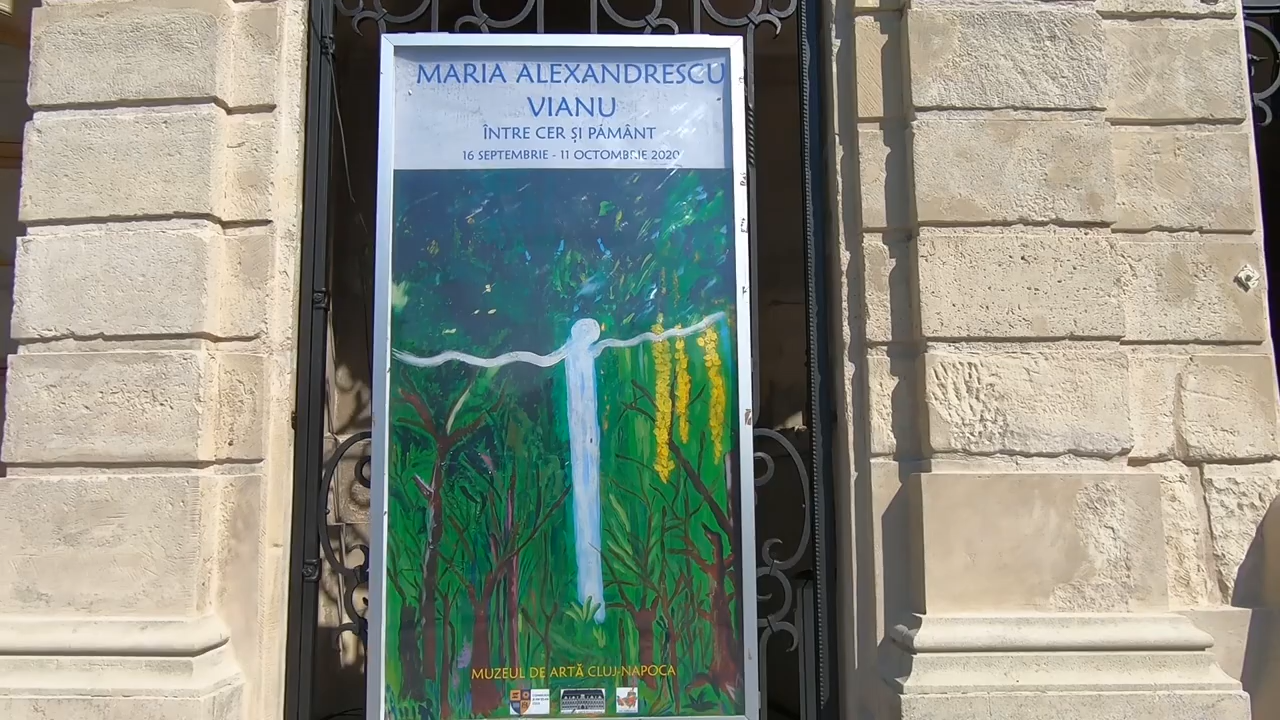 MARIA ALEXANDRESCU
VIANU
ÎNTRE CER ȘI PĂMÂNT
16 SEPTEMBRIE - 11 OCTOMBRIE 2020
MUZEUL DE ARTĂ CLUJ-NAPOCA